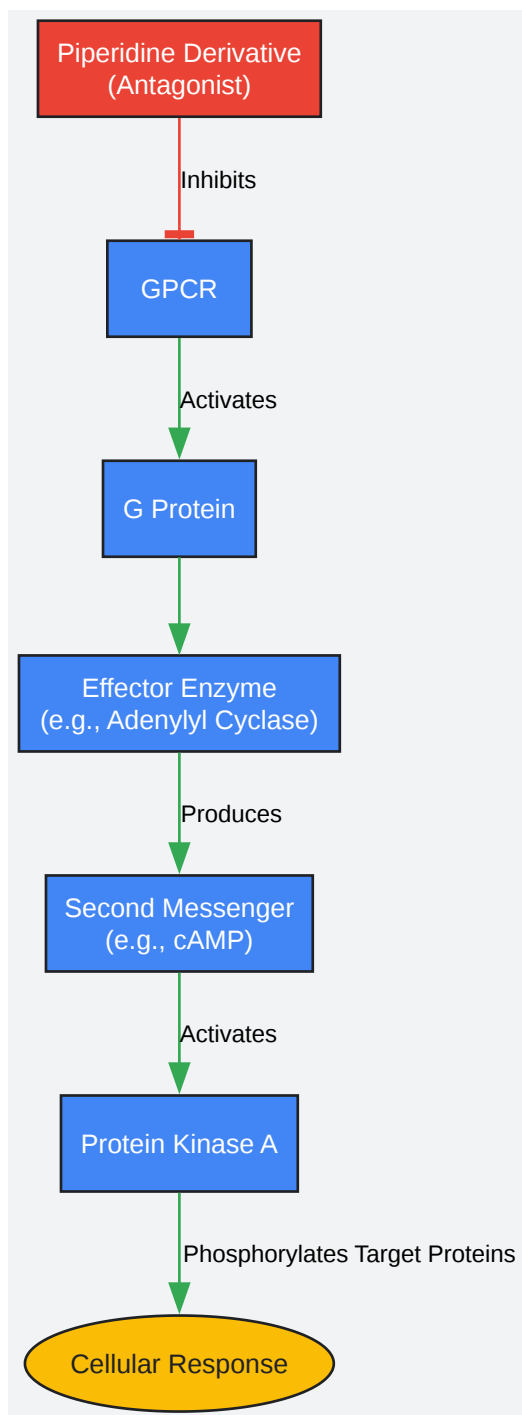 Piperidine Derivative
(Antagonist)
Inhibits
GPCR
Activates
G Protein
Effector Enzyme
(e.g., Adenylyl Cyclase)
Produces
Second Messenger
(e.g., cAMP)
Activates
Protein Kinase A
Phosphorylates Target Proteins
Cellular Response